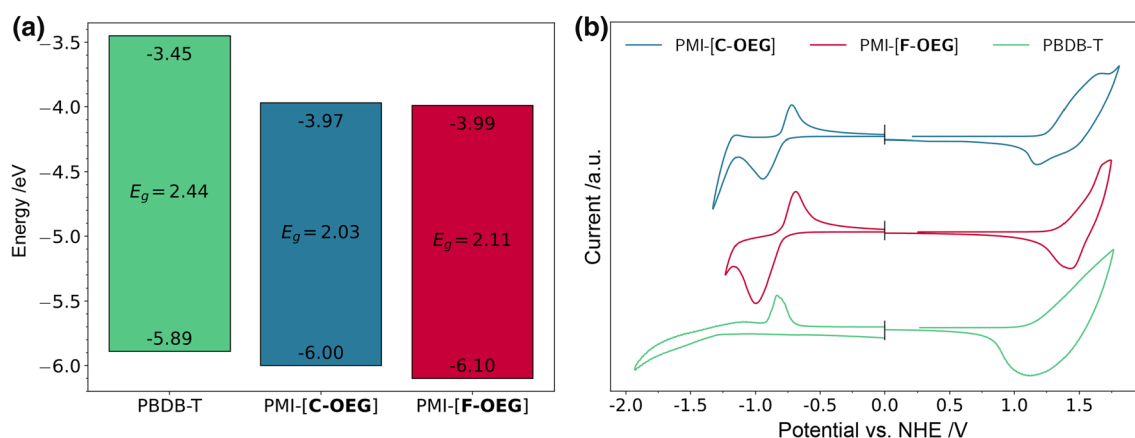 (a)
Energy /eV
−3.5
−4.0
−4.5
−5.0
−5.5
−6.0
-3.45
E_g = 2.44
-5.89
-3.97
E_g = 2.03
-6.00
-3.99
E_g = 2.11
-6.10
PBDB-T
PMI-[C-OEG]
PMI-[F-OEG]
(b)
PMI-[C-OEG]
PMI-[F-OEG]
PBDB-T
Current /a.u.
-2.0 -1.5 -1.0 -0.5 0.0 0.5 1.0 1.5
Potential vs. NHE /V